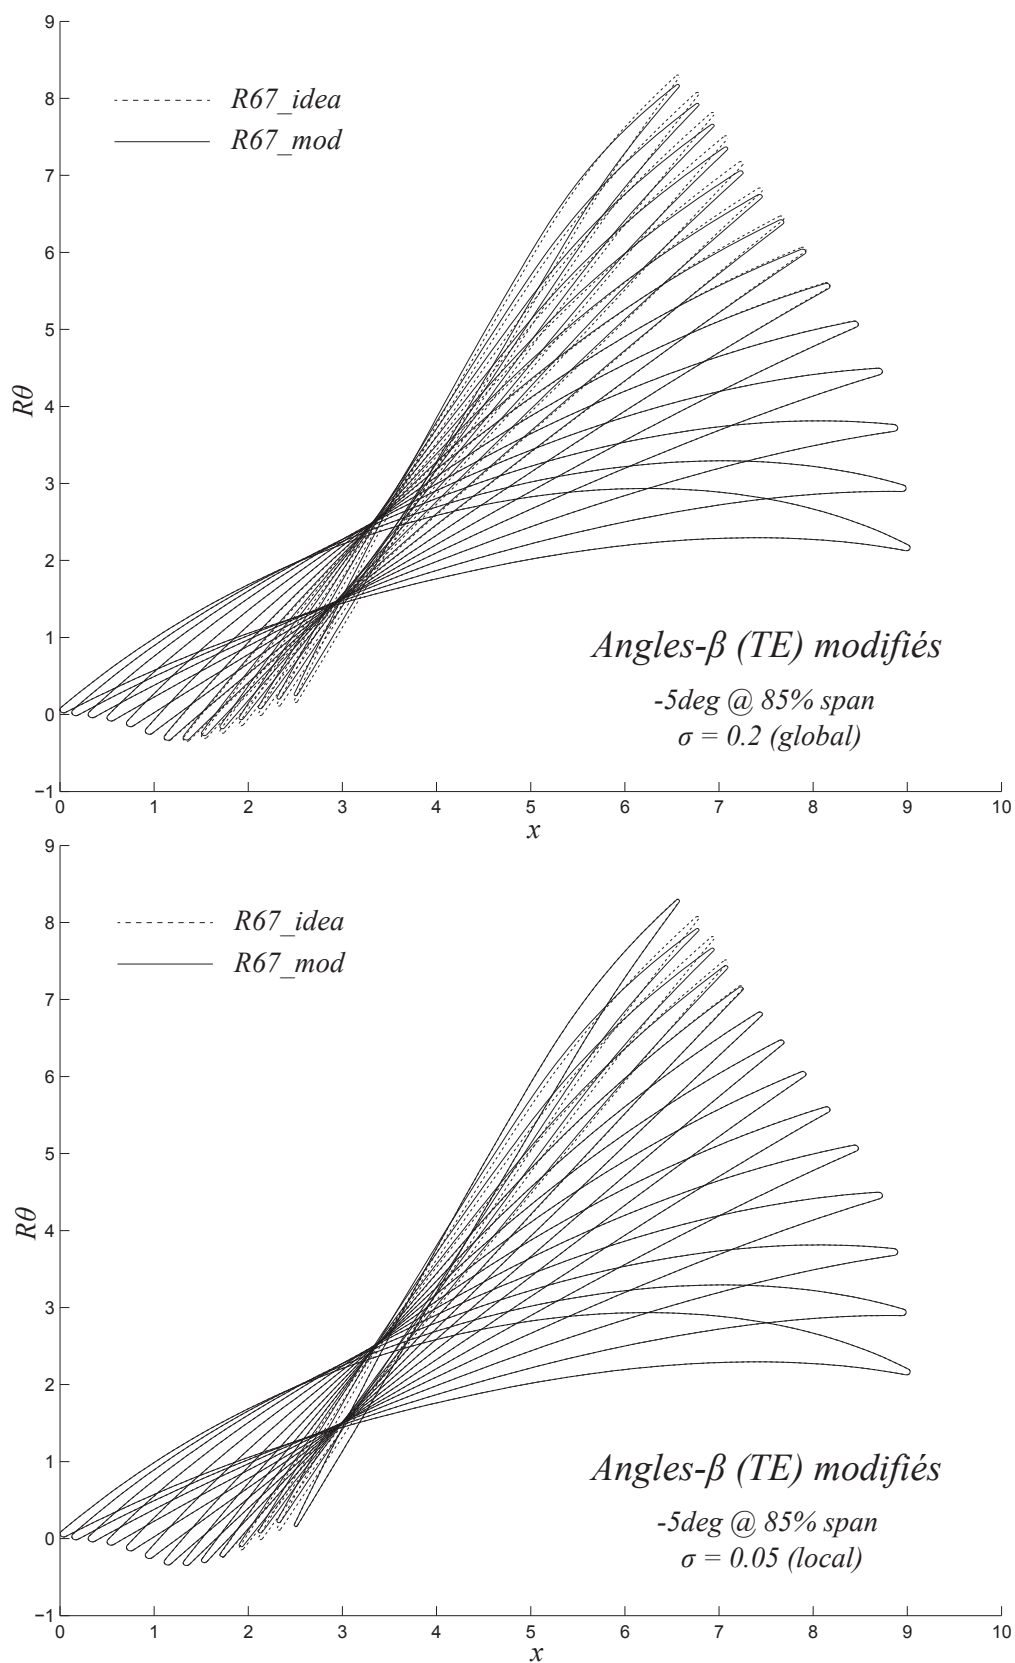 9
8
7
6
5
4
3
2
1
0
−1
Rθ
R67_idea
R67_mod
Angles-β (TE) modifiés
-5deg @ 85% span
σ = 0.2 (global)
0 1 2 3 4 5 6 7 8 9 10
x
9
8
7
6
5
4
3
2
1
0
−1
Rθ
R67_idea
R67_mod
Angles-β (TE) modifiés
-5deg @ 85% span
σ = 0.05 (local)
0 1 2 3 4 5 6 7 8 9 10
x